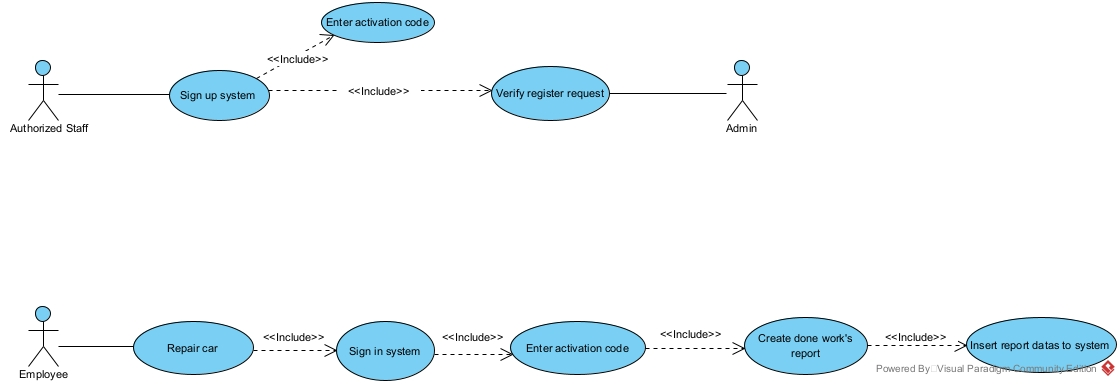 Enter activation code
<<Include>>
Sign up system
<<Include>>
Verify register request
Authorized Staff
Admin
Employee
Repair car
<<Include>>
Sign in system
<<Include>>
Enter activation code
<<Include>>
Create done work's
report
<<Include>>
Insert report datas to system
Powered By Visual Paradigm Community Edition